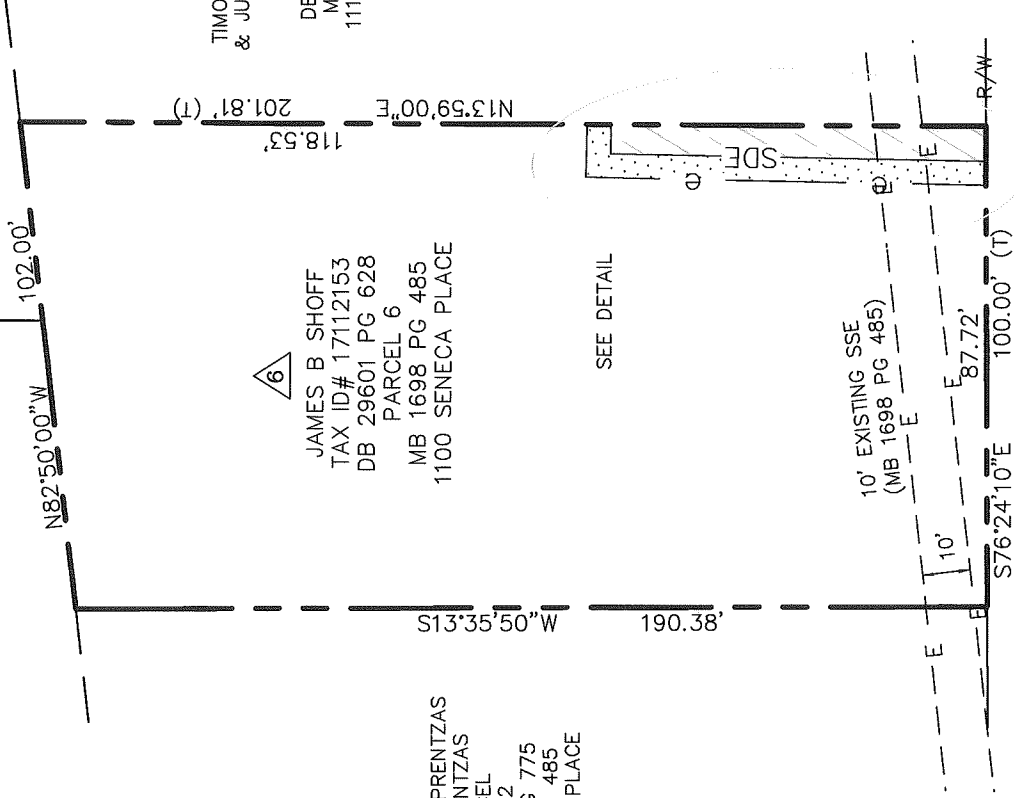 TIMO
& JU
DE
M
111
N82°50'00"W
102.00'
118.53'
201.81' (T)
N13°59'00"E
6
JAMES B SHOFF
TAX ID# 17112153
DB 29601 PG 628
PARCEL 6
MB 1698 PG 485
1100 SENECA PLACE
SEE DETAIL
SDE
R/W
E
E
E
E
E
E
E
10' EXISTING SSE
(MB 1698 PG 485)
10'
87.72'
S76°24'10"E
100.00' (T)
S13°35'50"W
190.38'
PRENTZAS
NTZAS
EL
2
G 775
485
PLACE